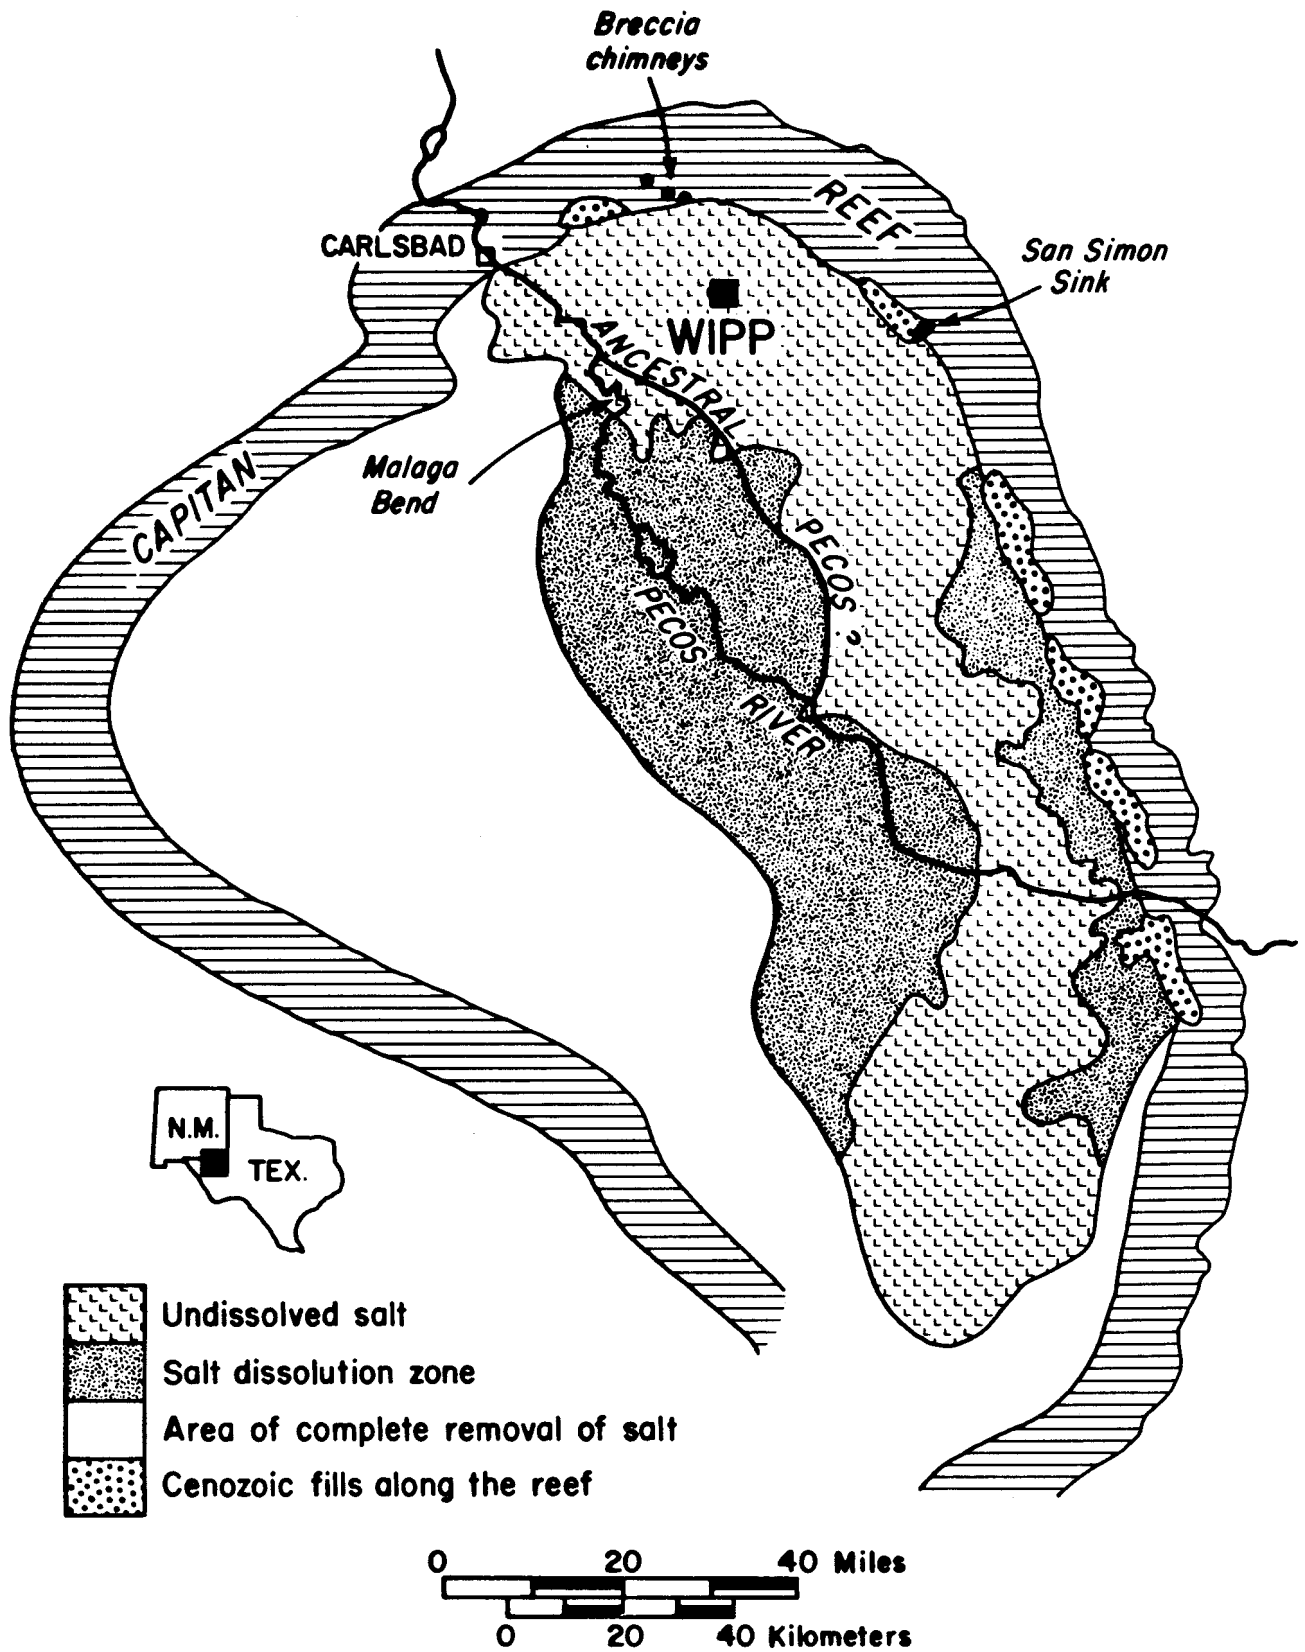 Breccia
chimneys
REEF
CARLSBAD
San Simon
Sink
WIPP
ANCESTRAL
PECOS ?
Malaga
Bend
CAPITAN
PECOS
RIVER
N.M.
TEX.
Undissolved salt
Salt dissolution zone
Area of complete removal of salt
Cenozoic fills along the reef
0 20 40 Miles
0 20 40 Kilometers